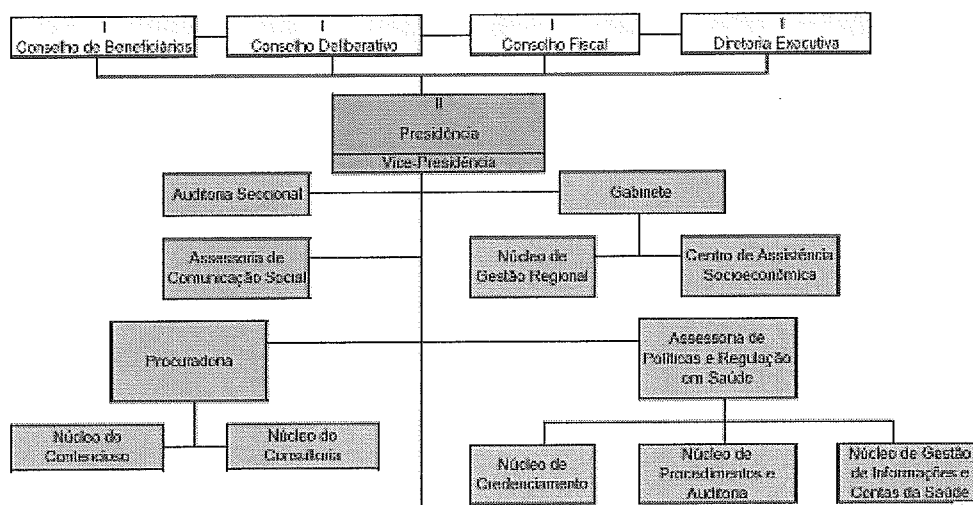 I
Conselho de Beneficiários
I
Conselho Deliberativo
I
Conselho Fiscal
I
Diretoria Executiva
II
Presidência
Vice-Presidência
Auditoria Seccional
Gabinete
Assessoria de
Comunicação Social
Núcleo de
Gestão Regional
Centro de Assistência
Socioeconômica
Procuradoria
Assessoria de
Políticas e Regulação
em Saúde
Núcleo do
Contencioso
Núcleo de
Consultoria
Núcleo de
Credenciamento
Núcleo de
Procedimentos e
Auditoria
Núcleo de Gestão
de Informações e
Contas da Saúde